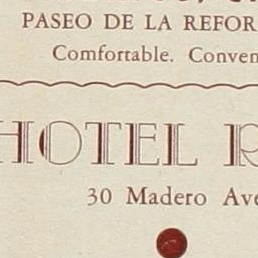 PASEO DE LA REFOR
Comfortable. Conven
HOTEL R
30 Madero Ave